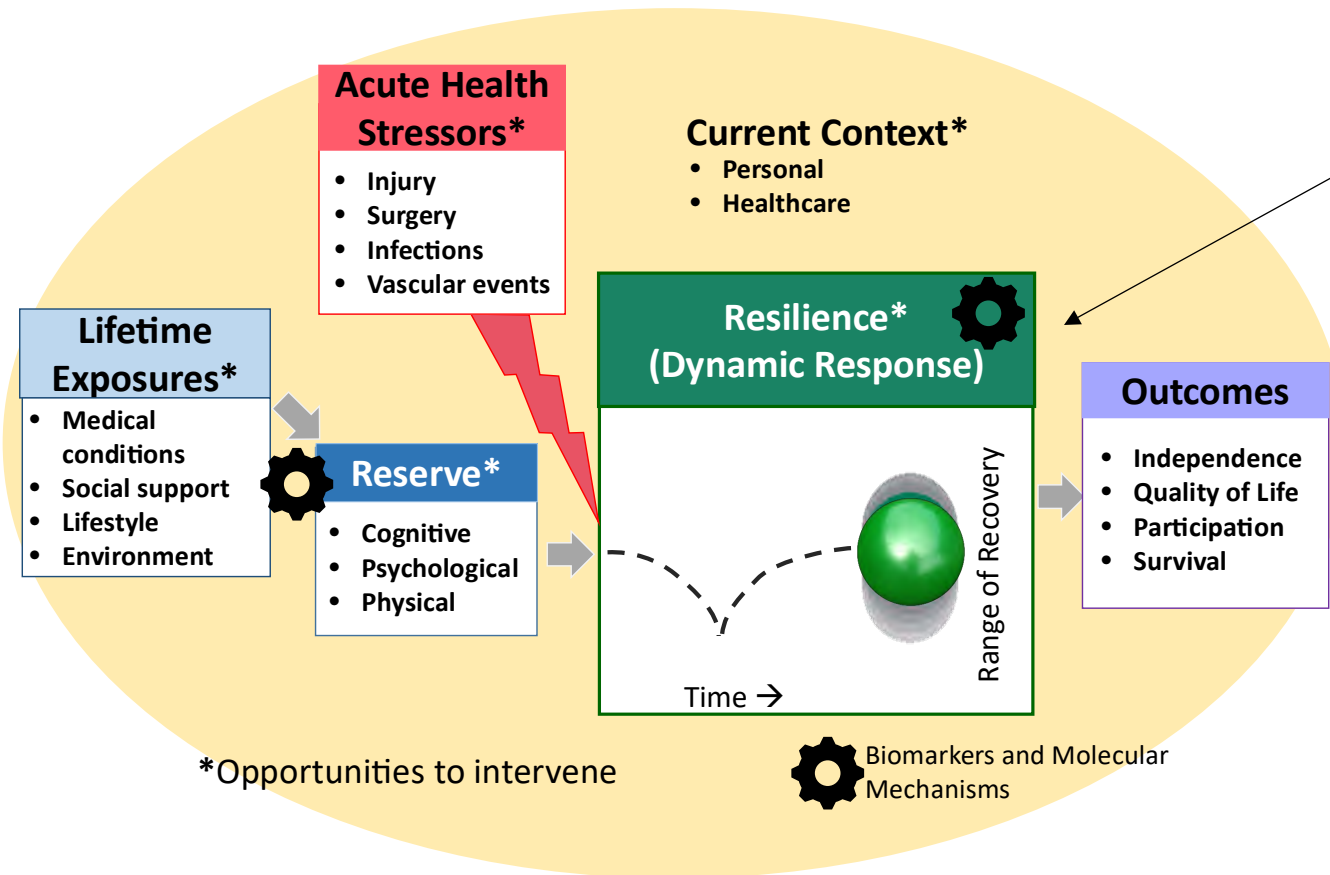 Acute Health
Stressors*
• Injury
• Surgery
• Infections
• Vascular events
Current Context*
• Personal
• Healthcare
Lifetime
Exposures*
• Medical
conditions
• Social support
• Lifestyle
• Environment
Reserve*
• Cognitive
• Psychological
• Physical
Resilience*
(Dynamic Response)
Range of Recovery
Time →
Outcomes
• Independence
• Quality of Life
• Participation
• Survival
*Opportunities to intervene
Biomarkers and Molecular
Mechanisms